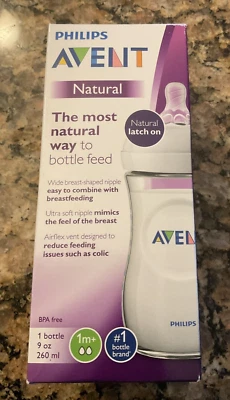 PHILIPS
AVENT
Natural
The most
natural
way to
bottle feed
Natural
latch on
Wide breast-shaped nipple
easy to combine with
breastfeeding
Ultra soft nipple mimics
the feel of the breast
Airflex vent designed to
reduce feeding
issues such as colic
AVENT
PHILIPS
BPA free
1 bottle
9 oz
260 ml
1m+
#1
bottle
brand*